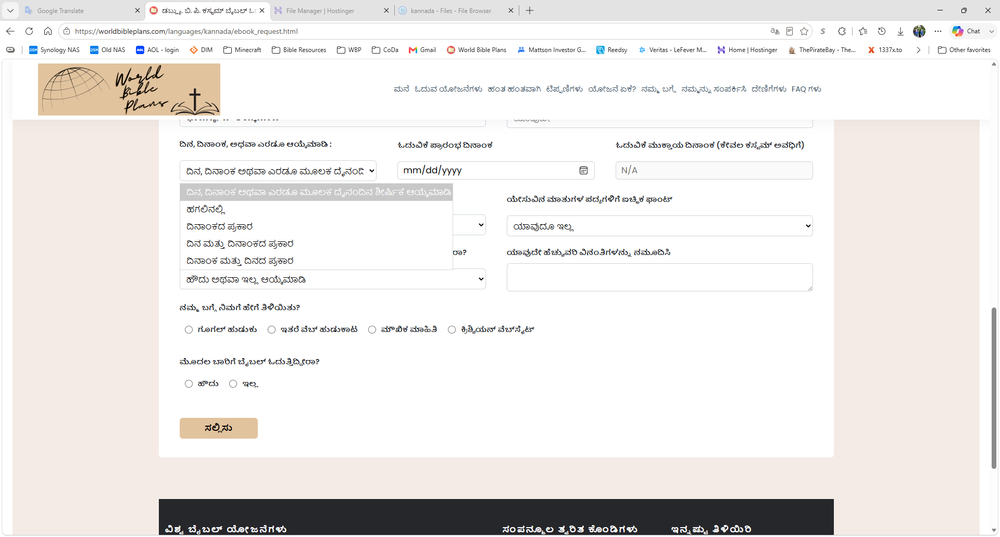 Google Translate
ಡಬ್ಲ್ಯು. ಬಿ. ಪಿ. ಕಸ್ಟಮ್ ಬೈಬಲ್ ಓದ
File Manager | Hostinger
kannada - Files - File Browser
https://worldbibleplans.com/languages/kannada/ebook_request.html
Chat
Synology NAS
Old NAS
AOL - login
DIM
Minecraft
Bible Resources
WBP
CoDa
Gmail
World Bible Plans
Mattson Investor G...
Reedsy
Veritas - LeFever M...
Home | Hostinger
ThePirateBay - The...
1337x.to
Other favorites
World
Bible
Plans
ಮನೆ ಓದುವ ಯೋಜನೆಗಳು ಹಂತ ಹಂತವಾಗಿ ಟಿಪ್ಪಣಿಗಳು ಯೋಜನೆ ಏಕೆ? ನಮ್ಮ ಬಗ್ಗೆ ನಮ್ಮನ್ನು ಸಂಪರ್ಕಿಸಿ ದೇಣಿಗೆಗಳು FAQ ಗಳು
ದಿನ, ದಿನಾಂಕ, ಅಥವಾ ಎರಡೂ ಆಯ್ಕೆಮಾಡಿ :
ಓದುವಿಕೆ ಪ್ರಾರಂಭ ದಿನಾಂಕ
ಓದುವಿಕೆ ಮುಕ್ತಾಯ ದಿನಾಂಕ (ಕೇವಲ ಕಸ್ಟಮ್ ಅವಧಿಗೆ)
ದಿನ, ದಿನಾಂಕ ಅಥವಾ ಎರಡೂ ಮೂಲಕ ದೈನಂದಿ
mm/dd/yyyy
N/A
ದಿನ, ದಿನಾಂಕ ಅಥವಾ ಎರಡೂ ಮೂಲಕ ದೈನಂದಿನ ಶೀರ್ಷಿಕೆ ಆಯ್ಕೆಮಾಡಿ
ಹಗಲಿನಲ್ಲಿ
ದಿನಾಂಕದ ಪ್ರಕಾರ
ದಿನ ಮತ್ತು ದಿನಾಂಕದ ಪ್ರಕಾರ
ದಿನಾಂಕ ಮತ್ತು ದಿನದ ಪ್ರಕಾರ
ಯೇಸುವಿನ ಮಾತುಗಳ ಪದ್ಯಗಳಿಗೆ ಐಚ್ಛಿಕ ಫಾಂಟ್
ಯಾವುದೂ ಇಲ್ಲ
ರಾ?
ಯಾವುದೇ ಹೆಚ್ಚುವರಿ ವಿನಂತಿಗಳನ್ನು ನಮೂದಿಸಿ
ಹೌದು ಅಥವಾ ಇಲ್ಲ ಆಯ್ಕೆಮಾಡಿ
ನಮ್ಮ ಬಗ್ಗೆ ನಿಮಗೆ ಹೇಗೆ ತಿಳಿಯಿತು?
ಗೂಗಲ್ ಹುಡುಕು ಇತರೆ ವೆಬ್ ಹುಡುಕಾಟ ಮೌಖಿಕ ಮಾಹಿತಿ ಕ್ರಿಶ್ಚಿಯನ್ ವೆಬ್‌ಸೈಟ್
ಮೊದಲ ಬಾರಿಗೆ ಬೈಬಲ್ ಓದುತ್ತಿದ್ದೀರಾ?
ಹೌದು ಇಲ್ಲ
ಸಲ್ಲಿಸು
ವಿಶ್ವ ಬೈಬಲ್ ಯೋಜನೆಗಳು
ಸಂಪನ್ಮೂಲ ತ್ವರಿತ ಕೊಂಡಿಗಳು
ಇನ್ನಷ್ಟು ತಿಳಿಯಿರಿ